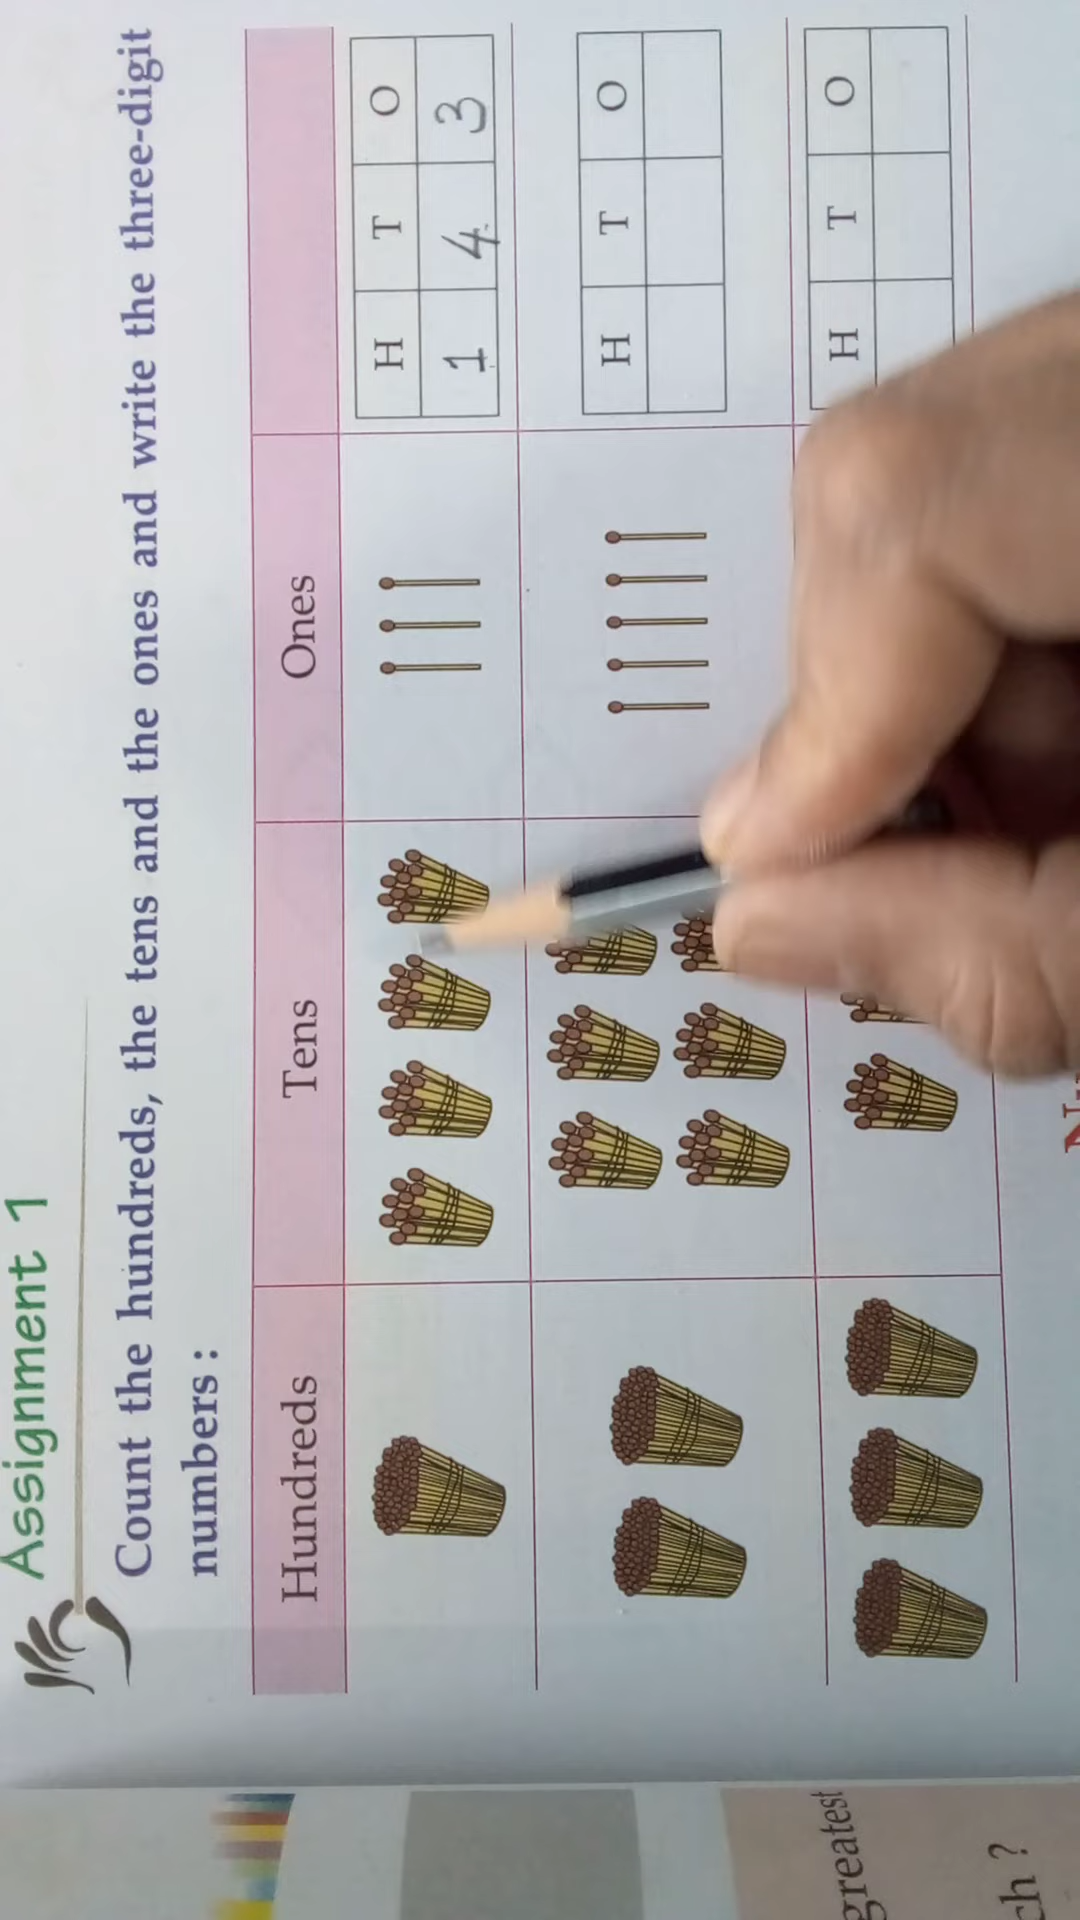 Assignment 1
Count the hundreds, the tens and the ones and write the three-digit
numbers :
Hundreds Tens Ones
H T O
1 4 3
H T O
H T O
greatest